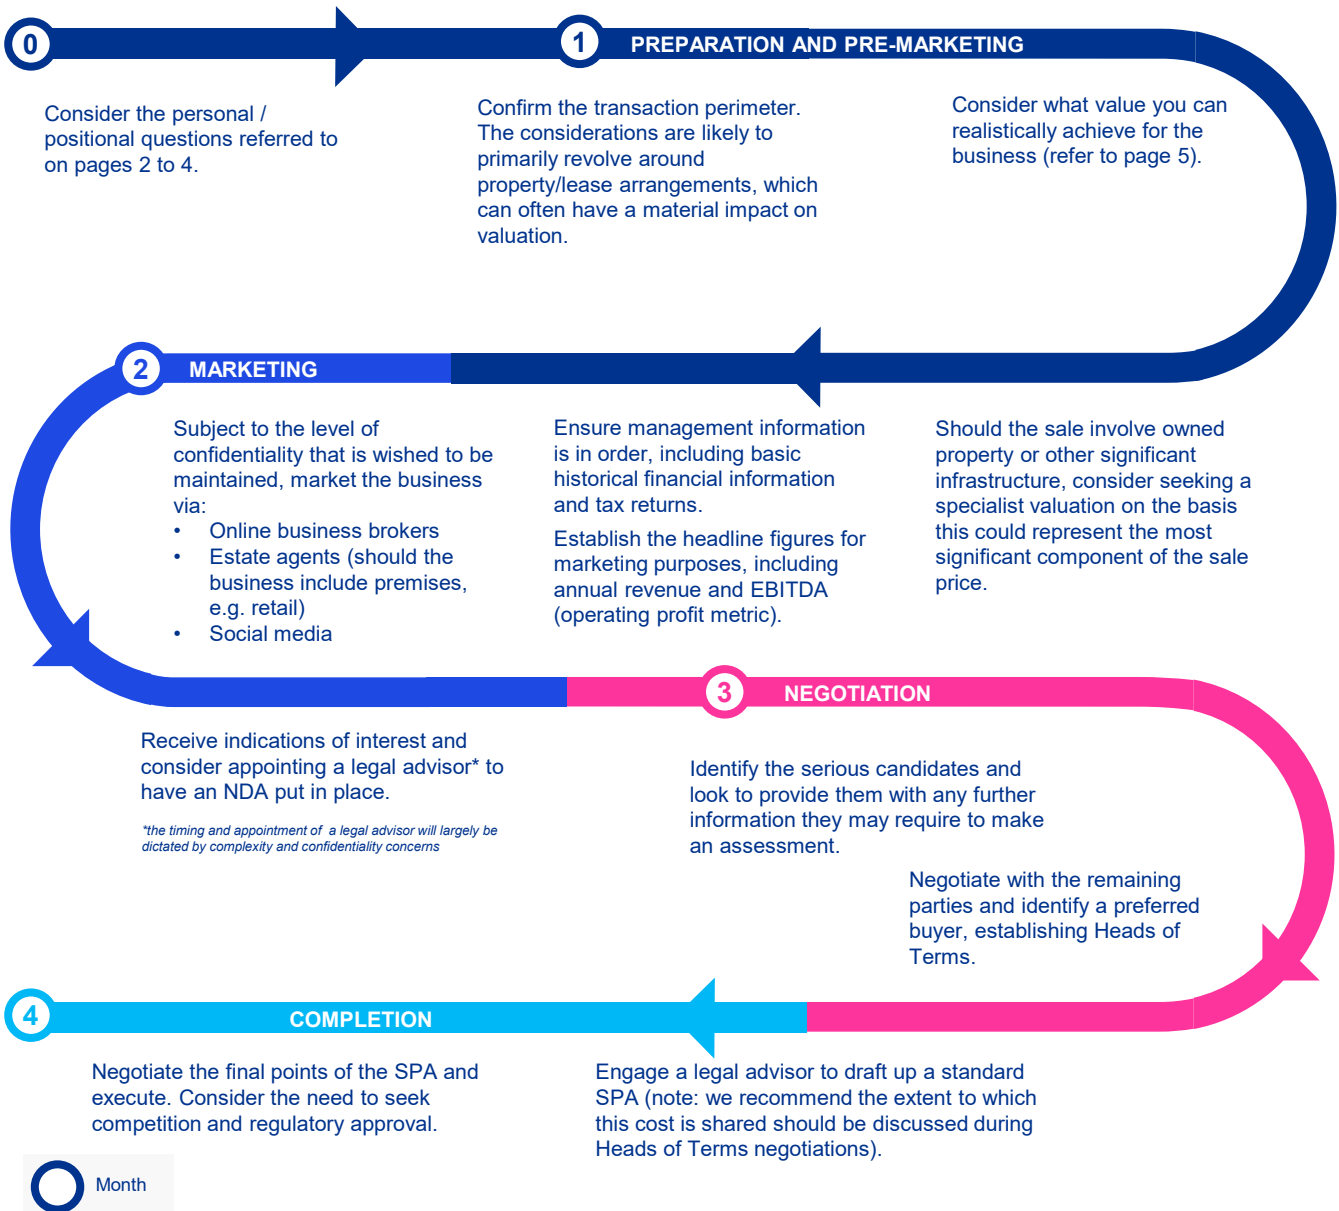 0
1
PREPARATION AND PRE-MARKETING
Consider the personal /
positional questions referred to
on pages 2 to 4.
Confirm the transaction perimeter.
The considerations are likely to
primarily revolve around
property/lease arrangements, which
can often have a material impact on
valuation.
Consider what value you can
realistically achieve for the
business (refer to page 5).
2
MARKETING
Subject to the level of
confidentiality that is wished to be
maintained, market the business
via:
• Online business brokers
• Estate agents (should the
business include premises,
e.g. retail)
• Social media
Ensure management information
is in order, including basic
historical financial information
and tax returns.
Establish the headline figures for
marketing purposes, including
annual revenue and EBITDA
(operating profit metric).
Should the sale involve owned
property or other significant
infrastructure, consider seeking a
specialist valuation on the basis
this could represent the most
significant component of the sale
price.
3
NEGOTIATION
Receive indications of interest and
consider appointing a legal advisor* to
have an NDA put in place.
*the timing and appointment of a legal advisor will largely be
dictated by complexity and confidentiality concerns
Identify the serious candidates and
look to provide them with any further
information they may require to make
an assessment.
Negotiate with the remaining
parties and identify a preferred
buyer, establishing Heads of
Terms.
4
COMPLETION
Negotiate the final points of the SPA and
execute. Consider the need to seek
competition and regulatory approval.
Engage a legal advisor to draft up a standard
SPA (note: we recommend the extent to which
this cost is shared should be discussed during
Heads of Terms negotiations).
Month